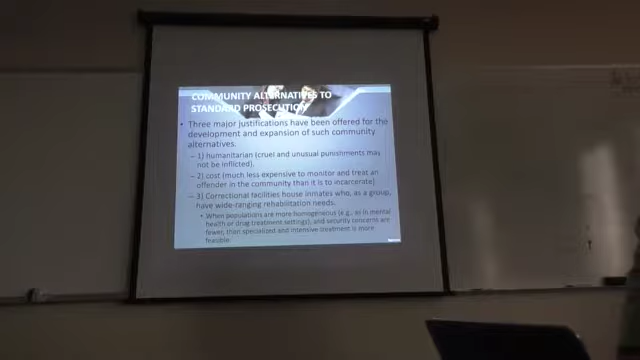 COMMUNITY ALTERNATIVES TO
STANDARD PROSECUTION
• Three major justifications have been offered for the
development and expansion of such community
alternatives.
– 1) humanitarian (cruel and unusual punishments may
not be inflicted).
– 2) cost (much less expensive to monitor and treat an
offender in the community than it is to incarcerate)
– 3) Correctional facilities house inmates who, as a group,
have wide-ranging rehabilitation needs.
• When populations are more homogeneous (e.g., as in mental
health or drug treatment settings), and security concerns are
fewer, than specialized and intensive treatment is more
feasible.